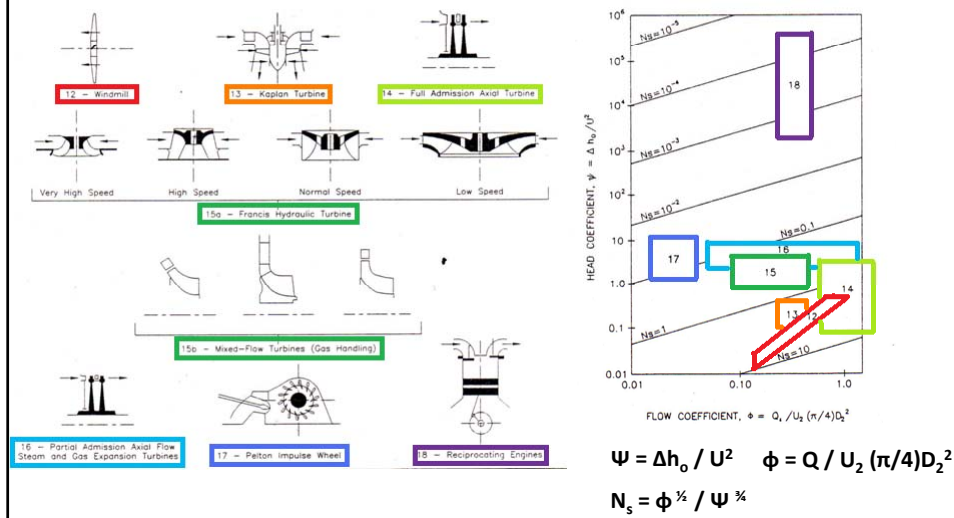 12 - Windmill
13 - Kaplan Turbine
14 - Full Admission Axial Turbine
Very High Speed
High Speed
Normal Speed
Low Speed
15a - Francis Hydraulic Turbine
15b - Mixed-Flow Turbines (Gas Handling)
16 - Partial Admission Axial Flow
Steam and Gas Expansion Turbines
17 - Pelton Impulse Wheel
18 - Reciprocating Engines
HEAD COEFFICIENT, ψ = Δ h₀/U²
10⁶
10⁵
10⁴
10³
10²
10
1.0
0.1
0.01
Ns=10⁻⁵
Ns=10⁻⁴
Ns=10⁻³
Ns=10⁻²
Ns=0.1
Ns=1
Ns=10
18
16
17
15
14
13
12
0.01
0.10
1.0
FLOW COEFFICIENT, Φ = Q, /U₂ (π/4)D₂²
Ψ = Δhₒ / U² ϕ = Q / U₂ (π/4)D₂²
Nₛ = ϕ ^½ / Ψ ^¾